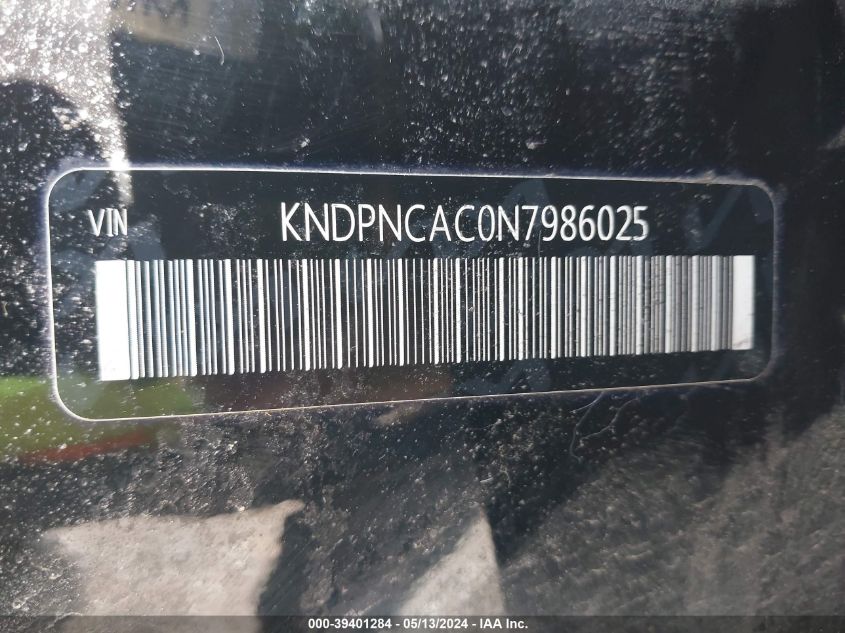 VIN KNDPNCAC0N7986025
000-39401284 - 05/13/2024 - IAA Inc.